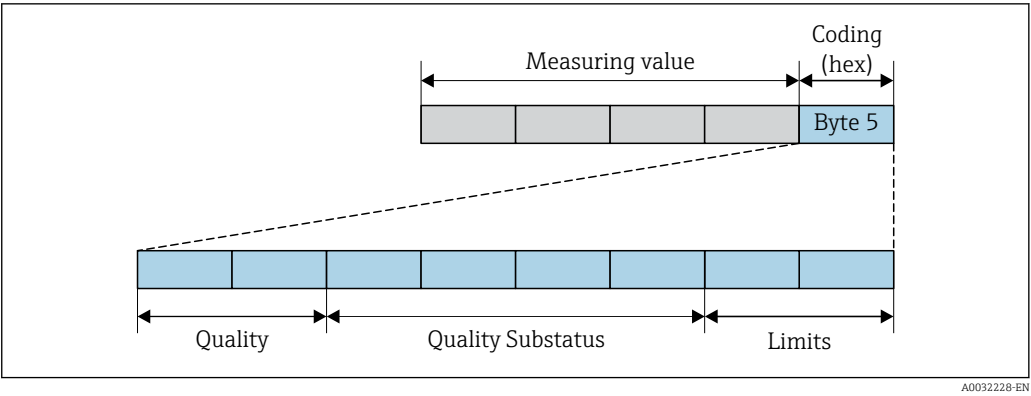 Coding
(hex)
Measuring value
Byte 5
Quality
Quality Substatus
Limits
A0032228-EN